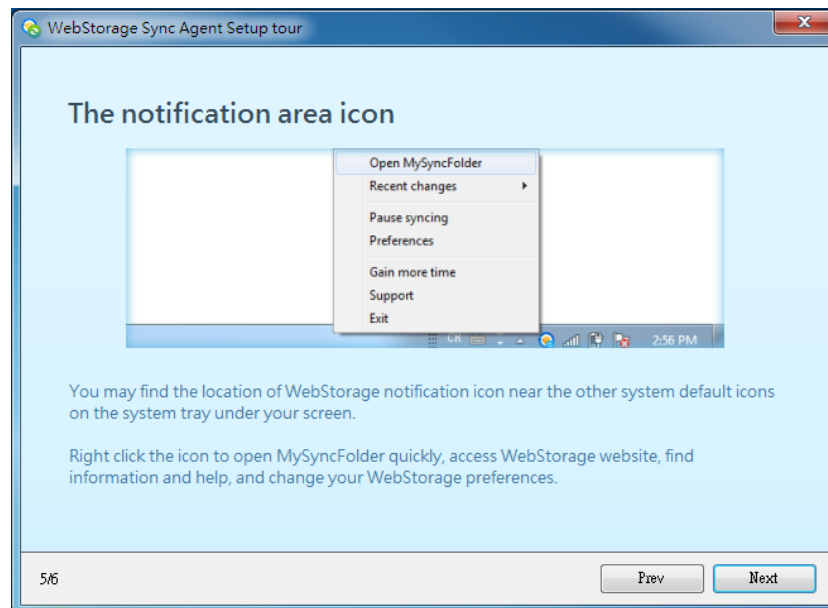 WebStorage Sync Agent Setup tour
The notification area icon
Open MySyncFolder
Recent changes
Pause syncing
Preferences
Gain more time
Support
Exit
CH
2:56 PM
You may find the location of WebStorage notification icon near the other system default icons
on the system tray under your screen.
Right click the icon to open MySyncFolder quickly, access WebStorage website, find
information and help, and change your WebStorage preferences.
5/6
Prev
Next